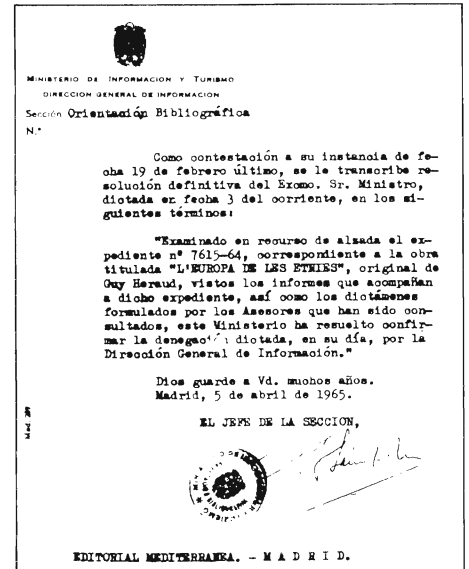 MINISTERIO DE INFORMACION Y TURISMO
DIRECCION GENERAL DE INFORMACION
Sección Orientación Bibliográfica
N.°
Como contestación a su instancia de fe-
cha 19 de febrero último, se le transcribe re-
solución definitiva del Excmo. Sr. Ministro,
dictada en fecha 3 del corriente, en los si-
guientes términos:
"Examinado en recurso de alzada el ex-
pediente nº 7615-64, correspondiente a la obra
titulada "L'EUROPA DE LES ETNIES", original de
Guy Heraud, vistos los informes que acompañan
a dicho expediente, así como los dictámenes
formulados por los Asesores que han sido con-
sultados, este Ministerio ha resuelto confir-
mar la denegación dictada, en su día, por la
Dirección General de Información."
Dios guarde a Vd. muchos años.
Madrid, 5 de abril de 1965.
EL JEFE DE LA SECCION,
EDITORIAL MEDITERRANEA. - M A D R I D.